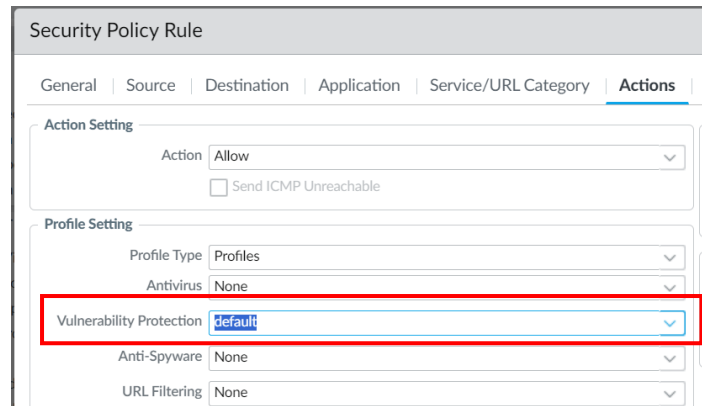 Security Policy Rule
General Source Destination Application Service/URL Category Actions
Action Setting
Action Allow
Send ICMP Unreachable
Profile Setting
Profile Type Profiles
Antivirus None
Vulnerability Protection default
Anti-Spyware None
URL Filtering None